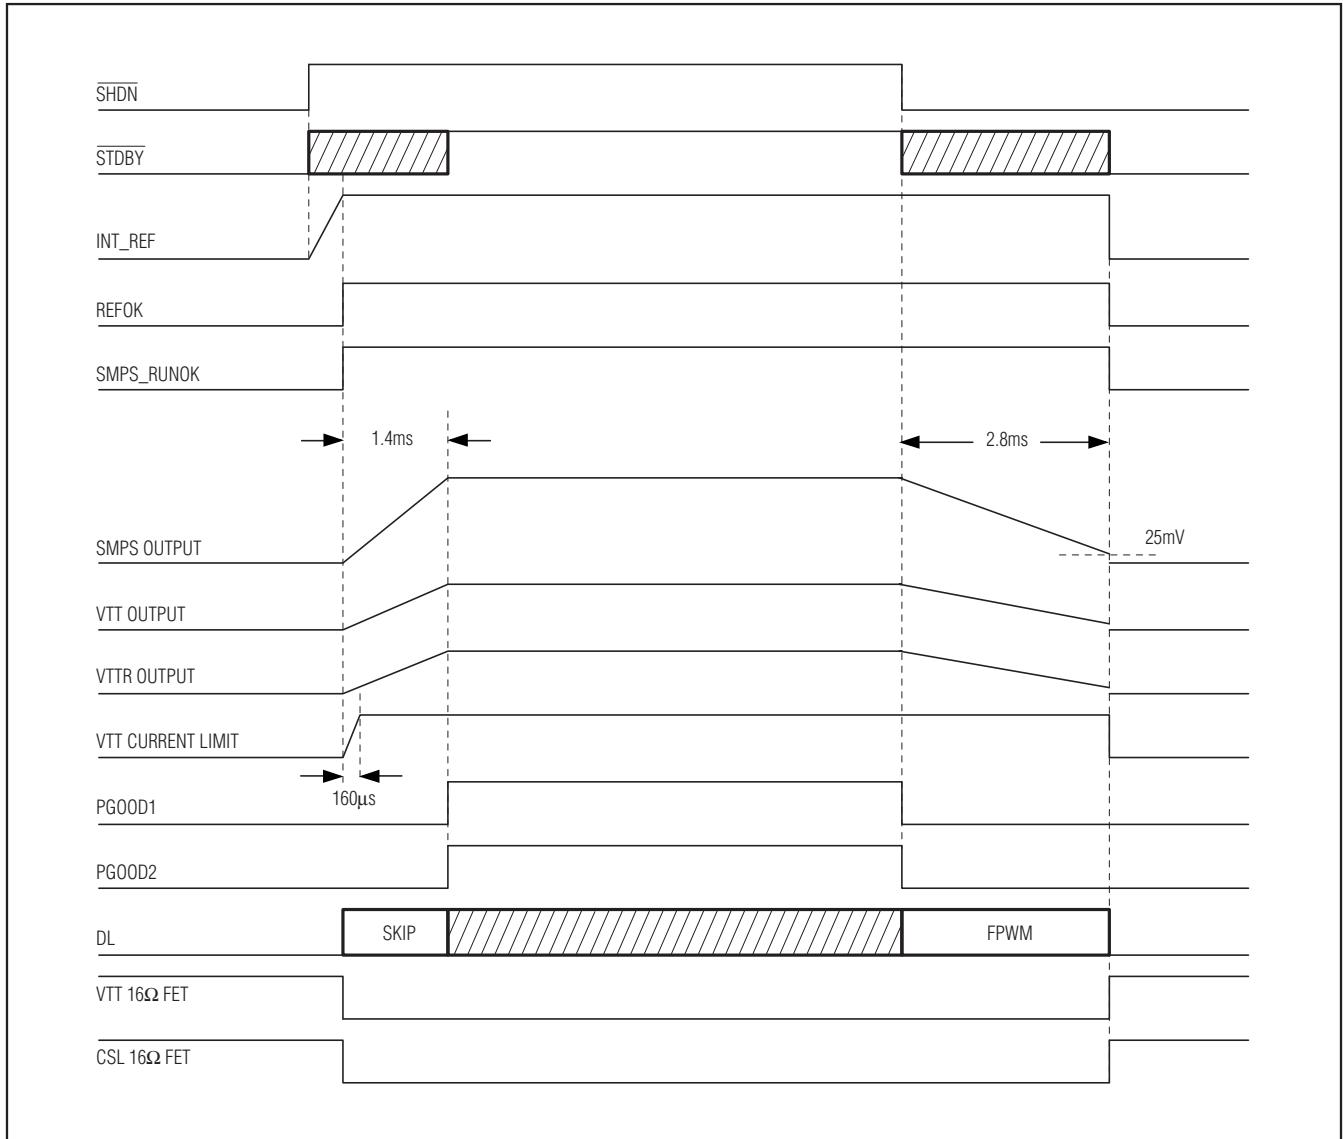 SHDN
STDBY
INT_REF
REFOK
SMPS_RUNOK
1.4ms
2.8ms
SMPS OUTPUT
25mV
VTT OUTPUT
VTTR OUTPUT
VTT CURRENT LIMIT
160μs
PGOOD1
PGOOD2
DL
SKIP
FPWM
VTT 16Ω FET
CSL 16Ω FET